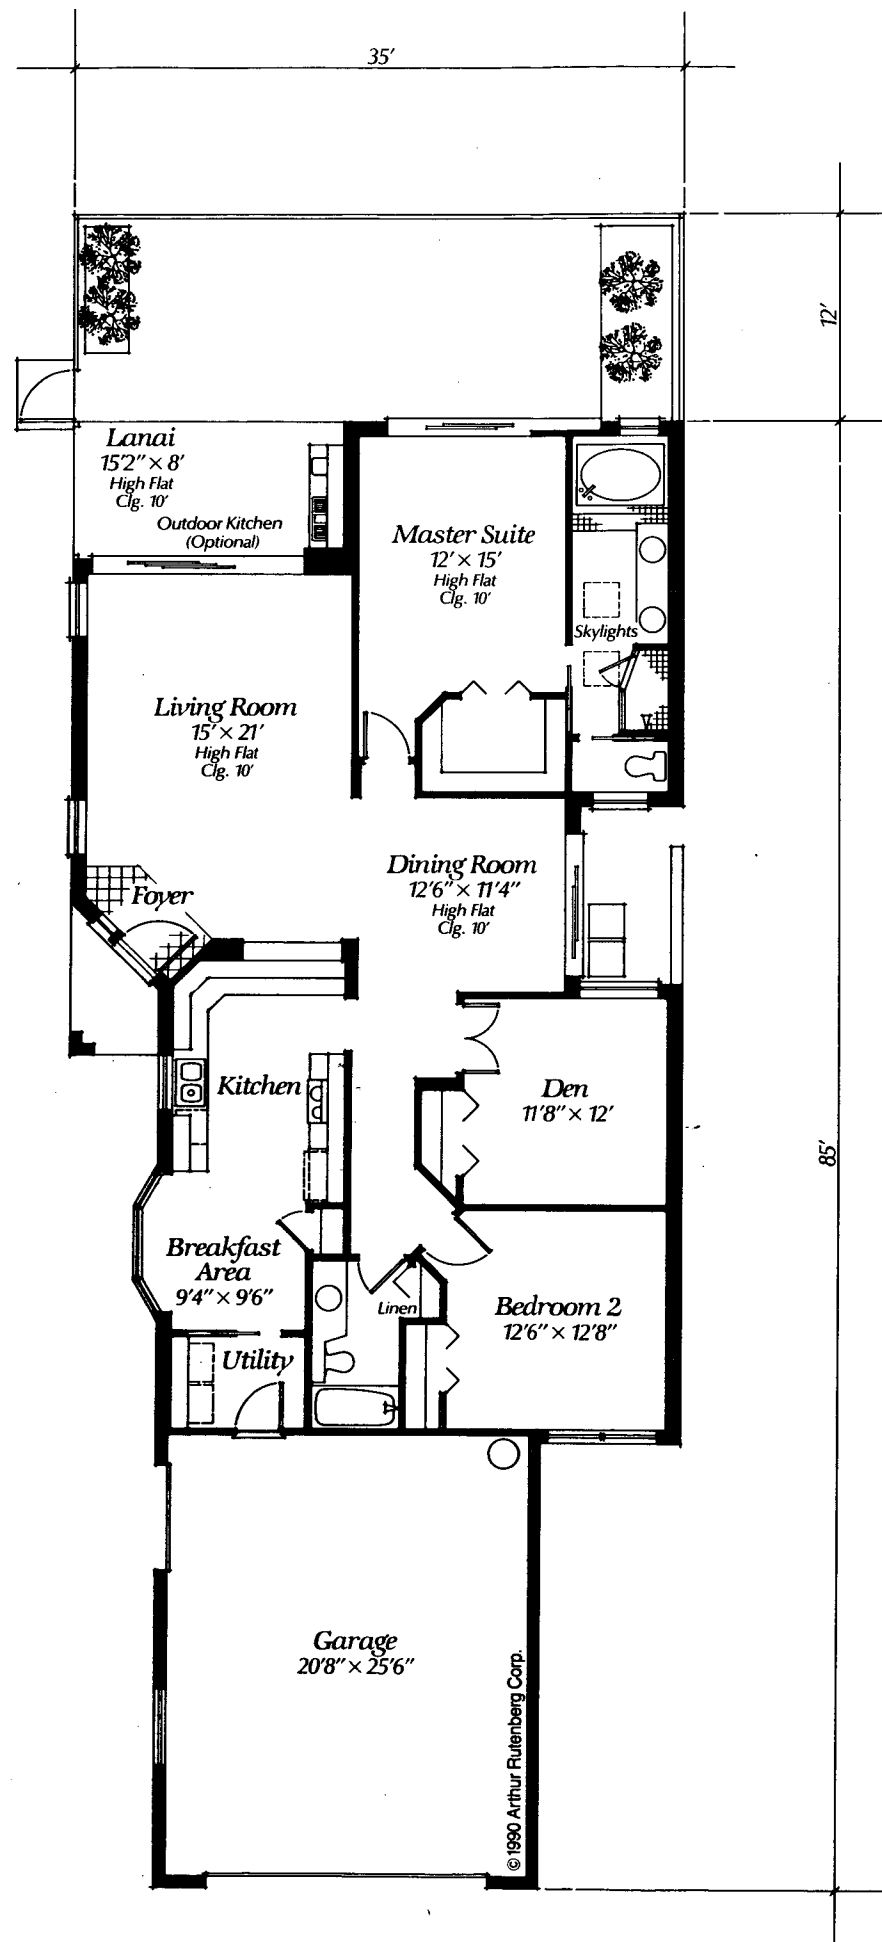 35′
12′
Lanai
15′2″ × 8′
High Flat
Clg. 10′
Outdoor Kitchen
(Optional)
Master Suite
12′ × 15′
High Flat
Clg. 10′
Skylights
Living Room
15′ × 21′
High Flat
Clg. 10′
Dining Room
12′6″ × 11′4″
High Flat
Clg. 10′
Foyer
Kitchen
Den
11′8″ × 12′
85′
Breakfast
Area
9′4″ × 9′6″
Linen
Bedroom 2
12′6″ × 12′8″
Utility
Garage
20′8″ × 25′6″
©1990 Arthur Rutenberg Corp.